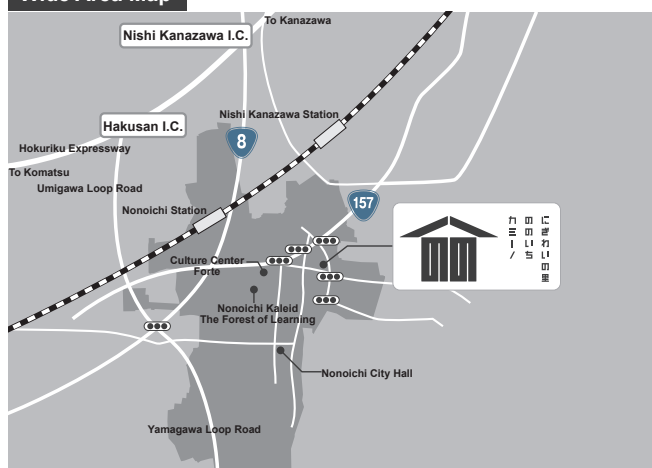 Wide Area Map
To Kanazawa
Nishi Kanazawa I.C.
Nishi Kanazawa Station
Hakusan I.C.
8
Hokuriku Expressway
To Komatsu
Umigawa Loop Road
157
Nonoichi Station
にぎわいの里
ののいち
カミーノ
Culture Center
Forte
Nonoichi Kaleid
The Forest of Learning
Nonoichi City Hall
Yamagawa Loop Road